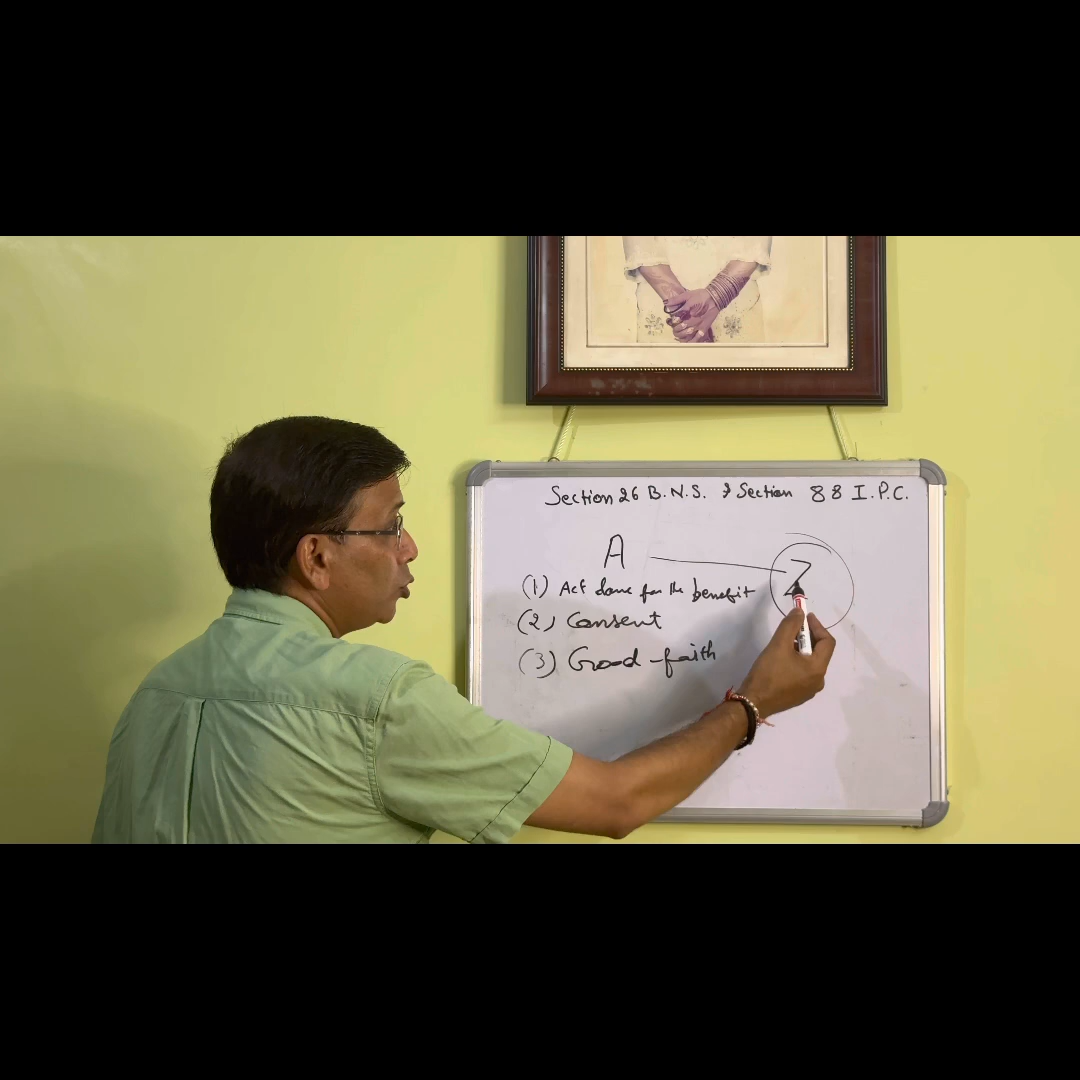 Section 26 B.N.S. & Section 88 I.P.C.
A Z
(1) Act done for the benefit
(2) Consent
(3) Good-faith